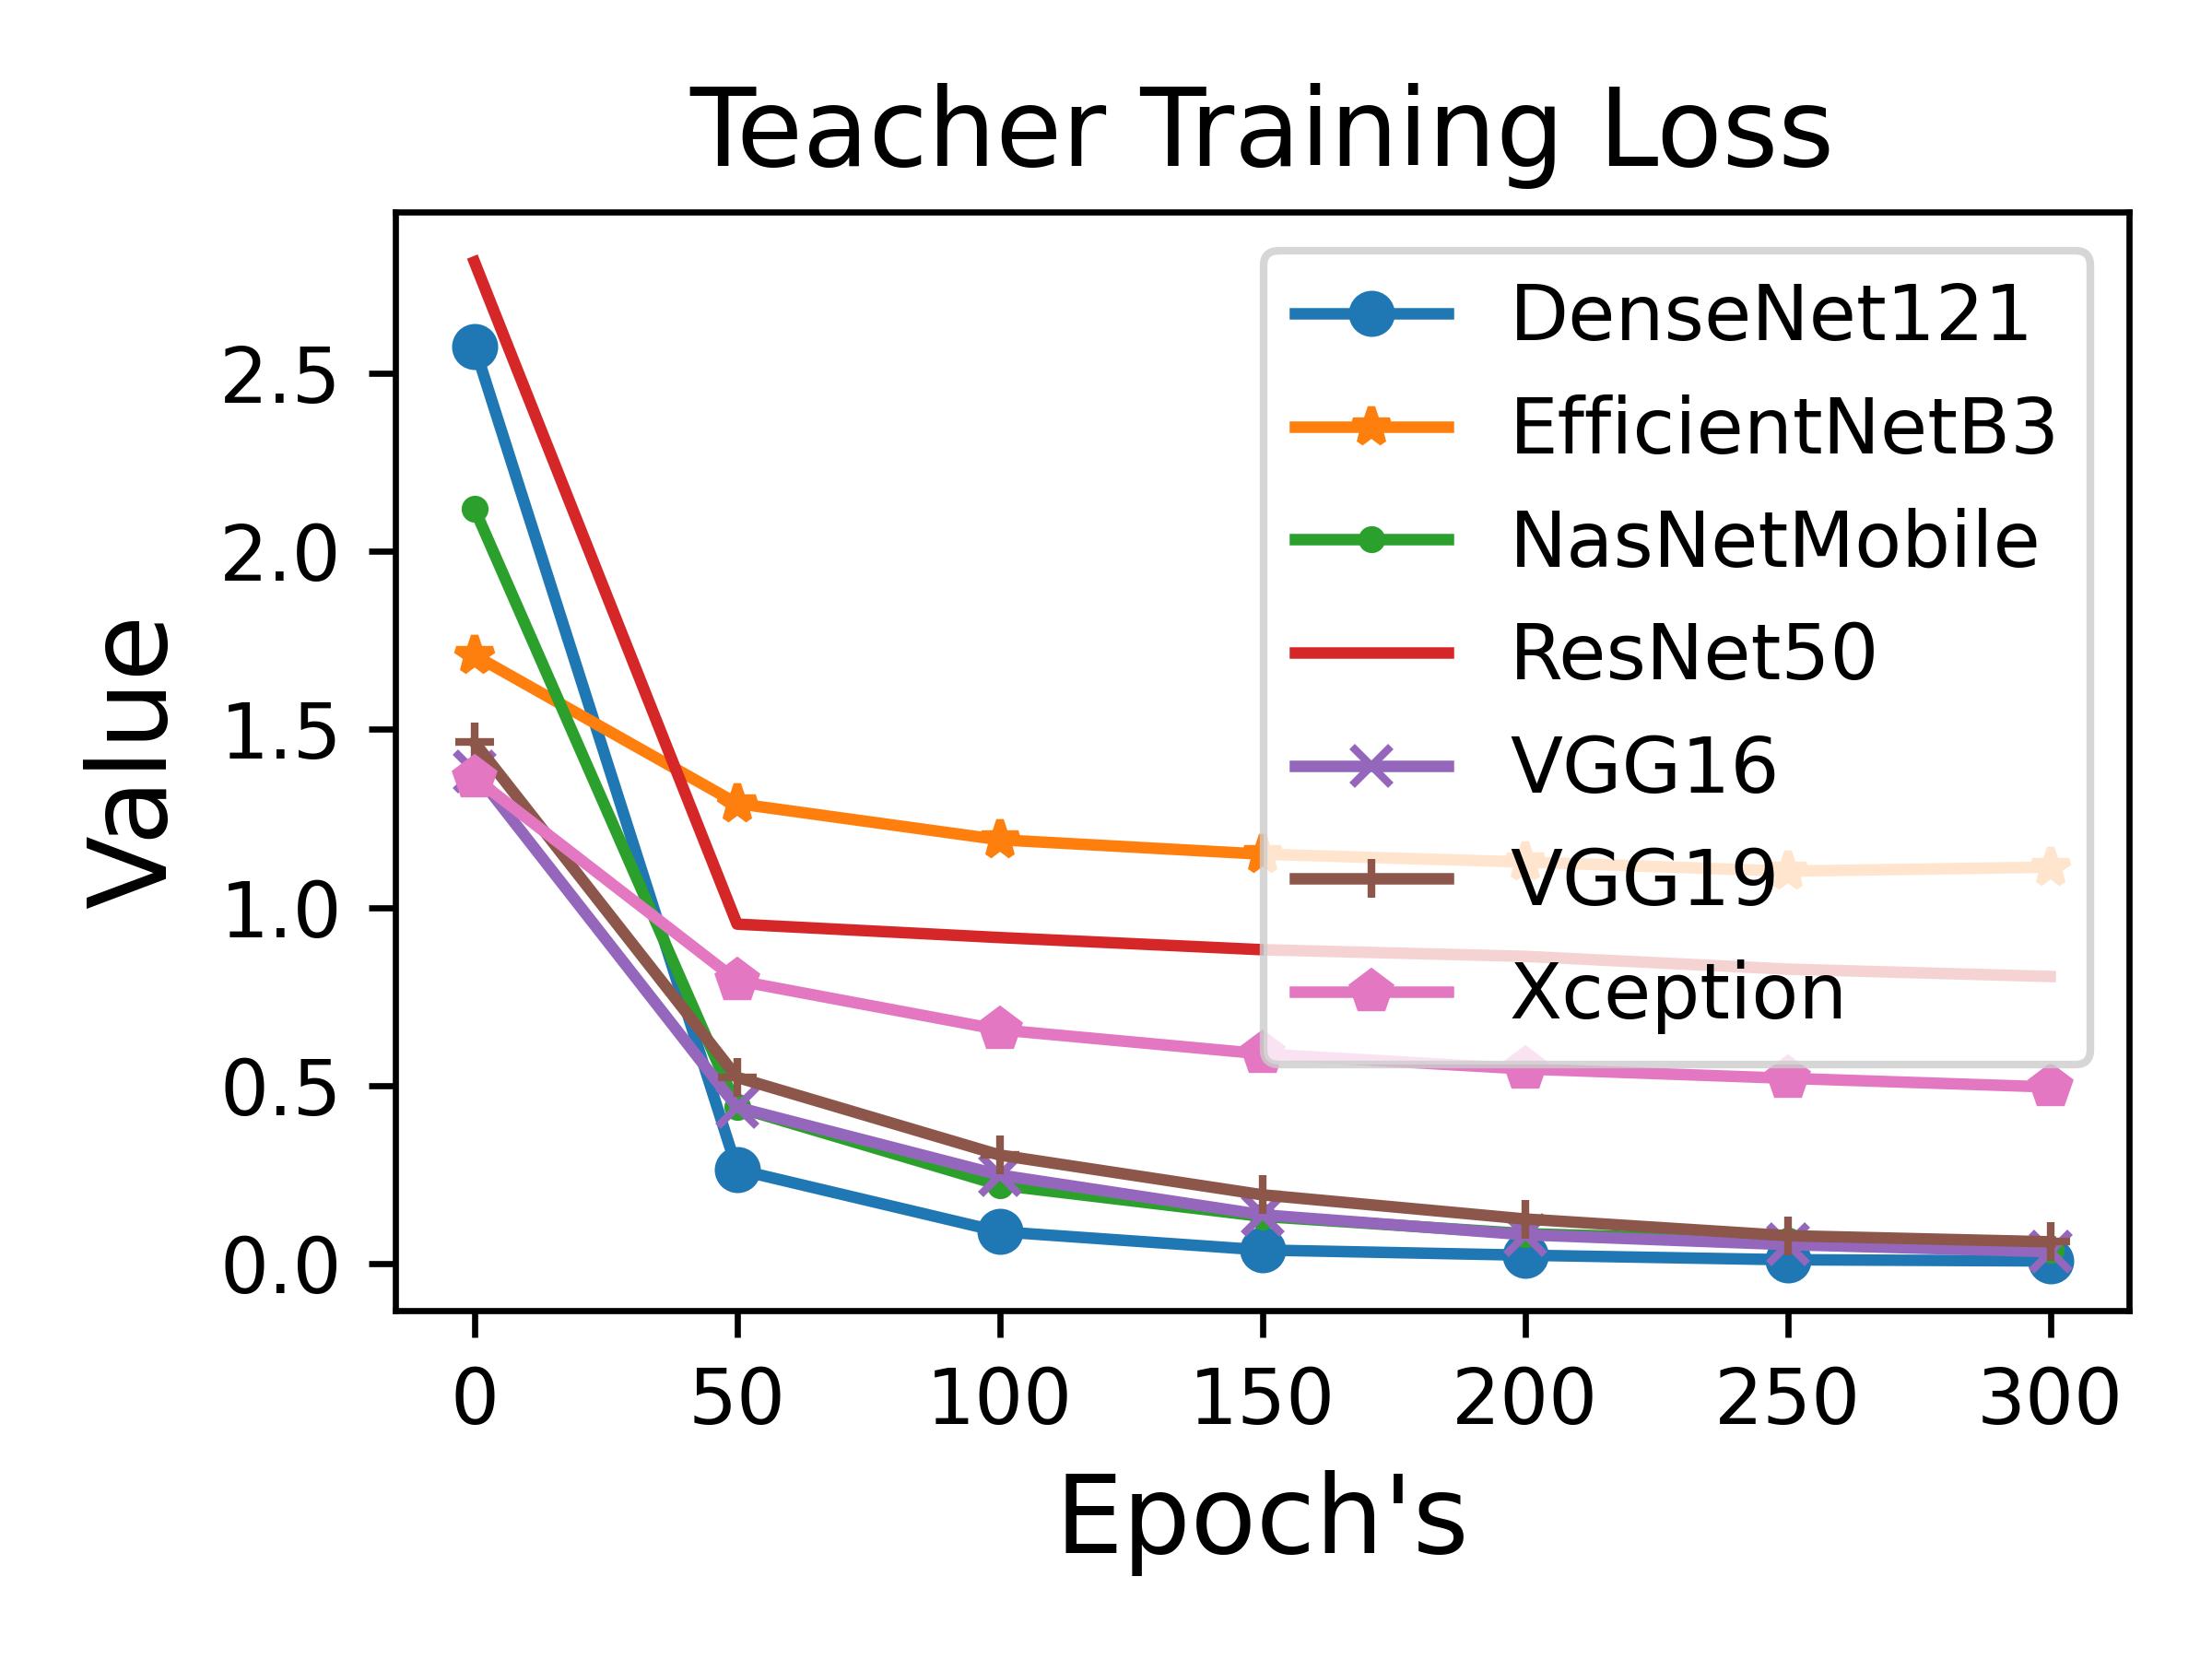 Teacher Training Loss
Value
2.5
2.0
1.5
1.0
0.5
0.0
DenseNet121
EfficientNetB3
NasNetMobile
ResNet50
VGG16
VGG19
Xception
0 50 100 150 200 250 300
Epoch's